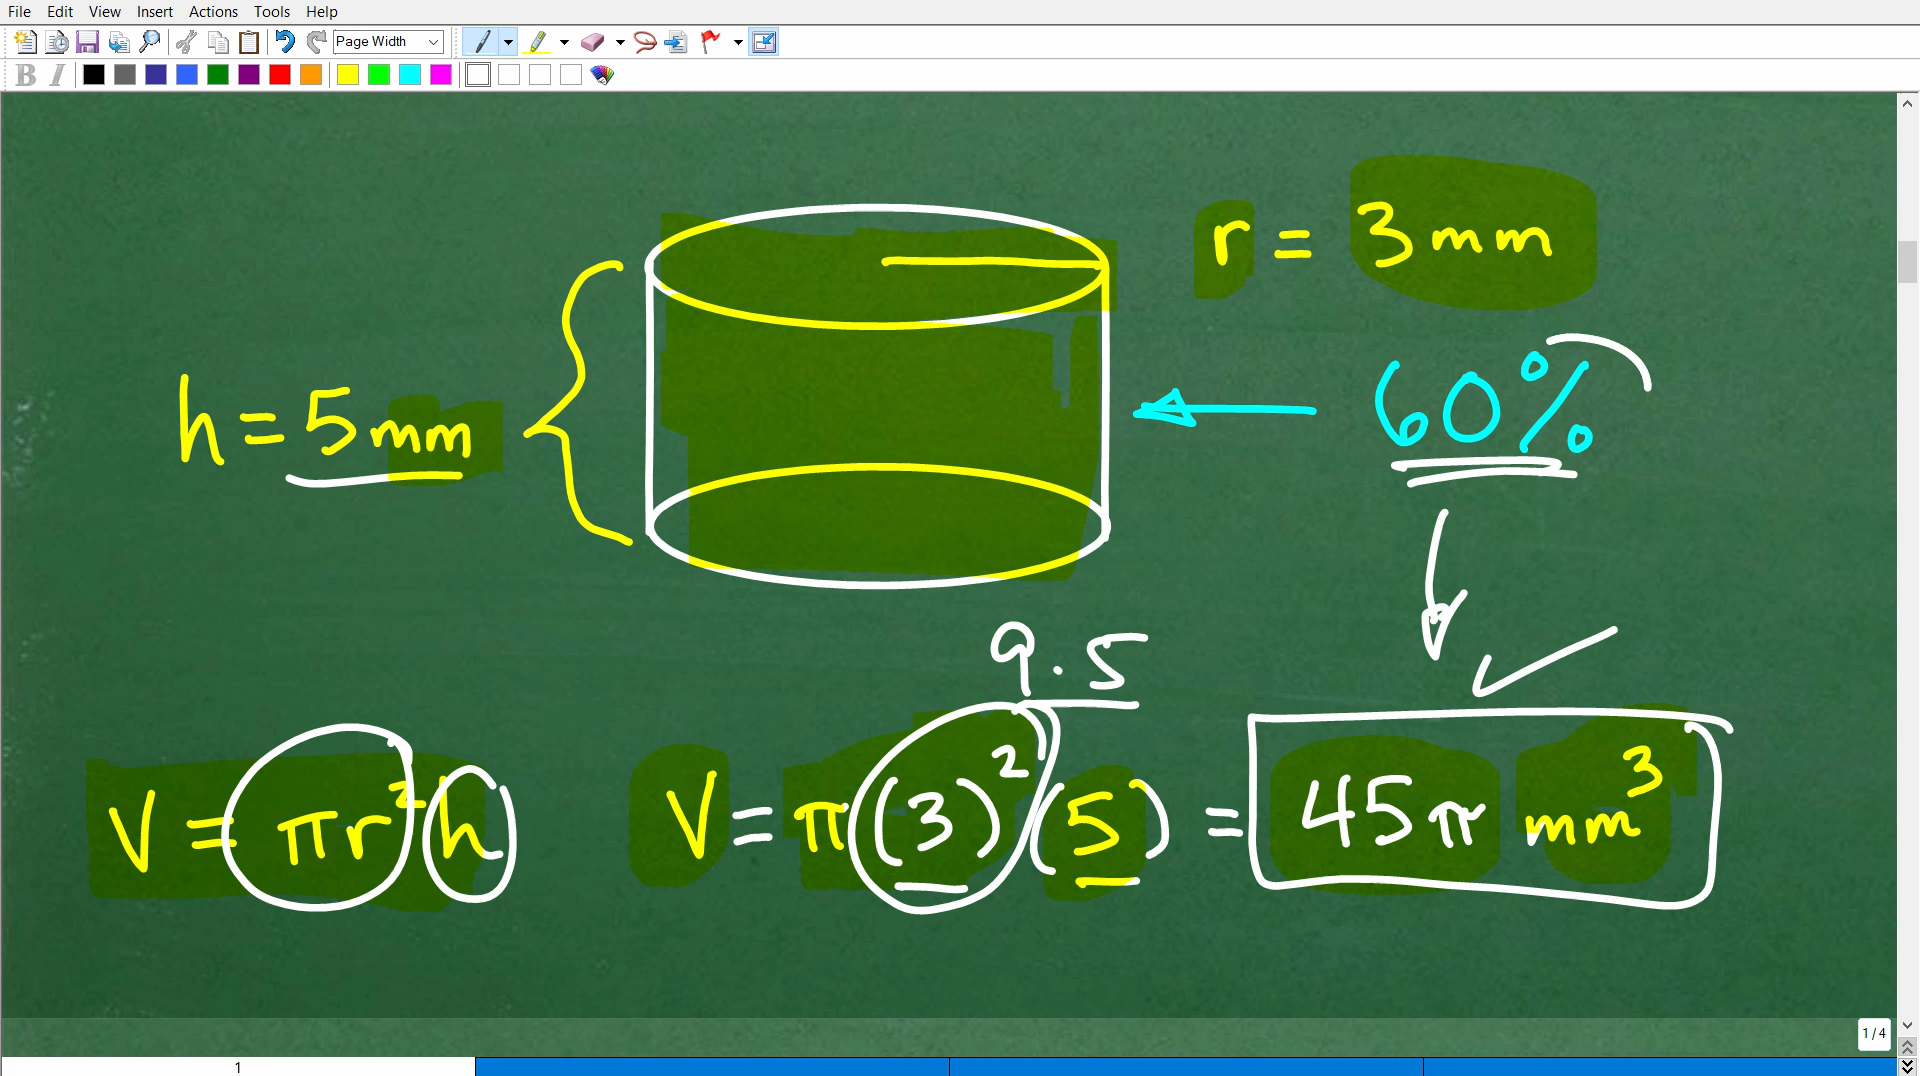 File Edit View Insert Actions Tools Help
Page Width
B I
r = 3mm
h = 5mm
60%
9.5
V = πr²h
V = π(3)²(5) = 45π mm³
1/4
1